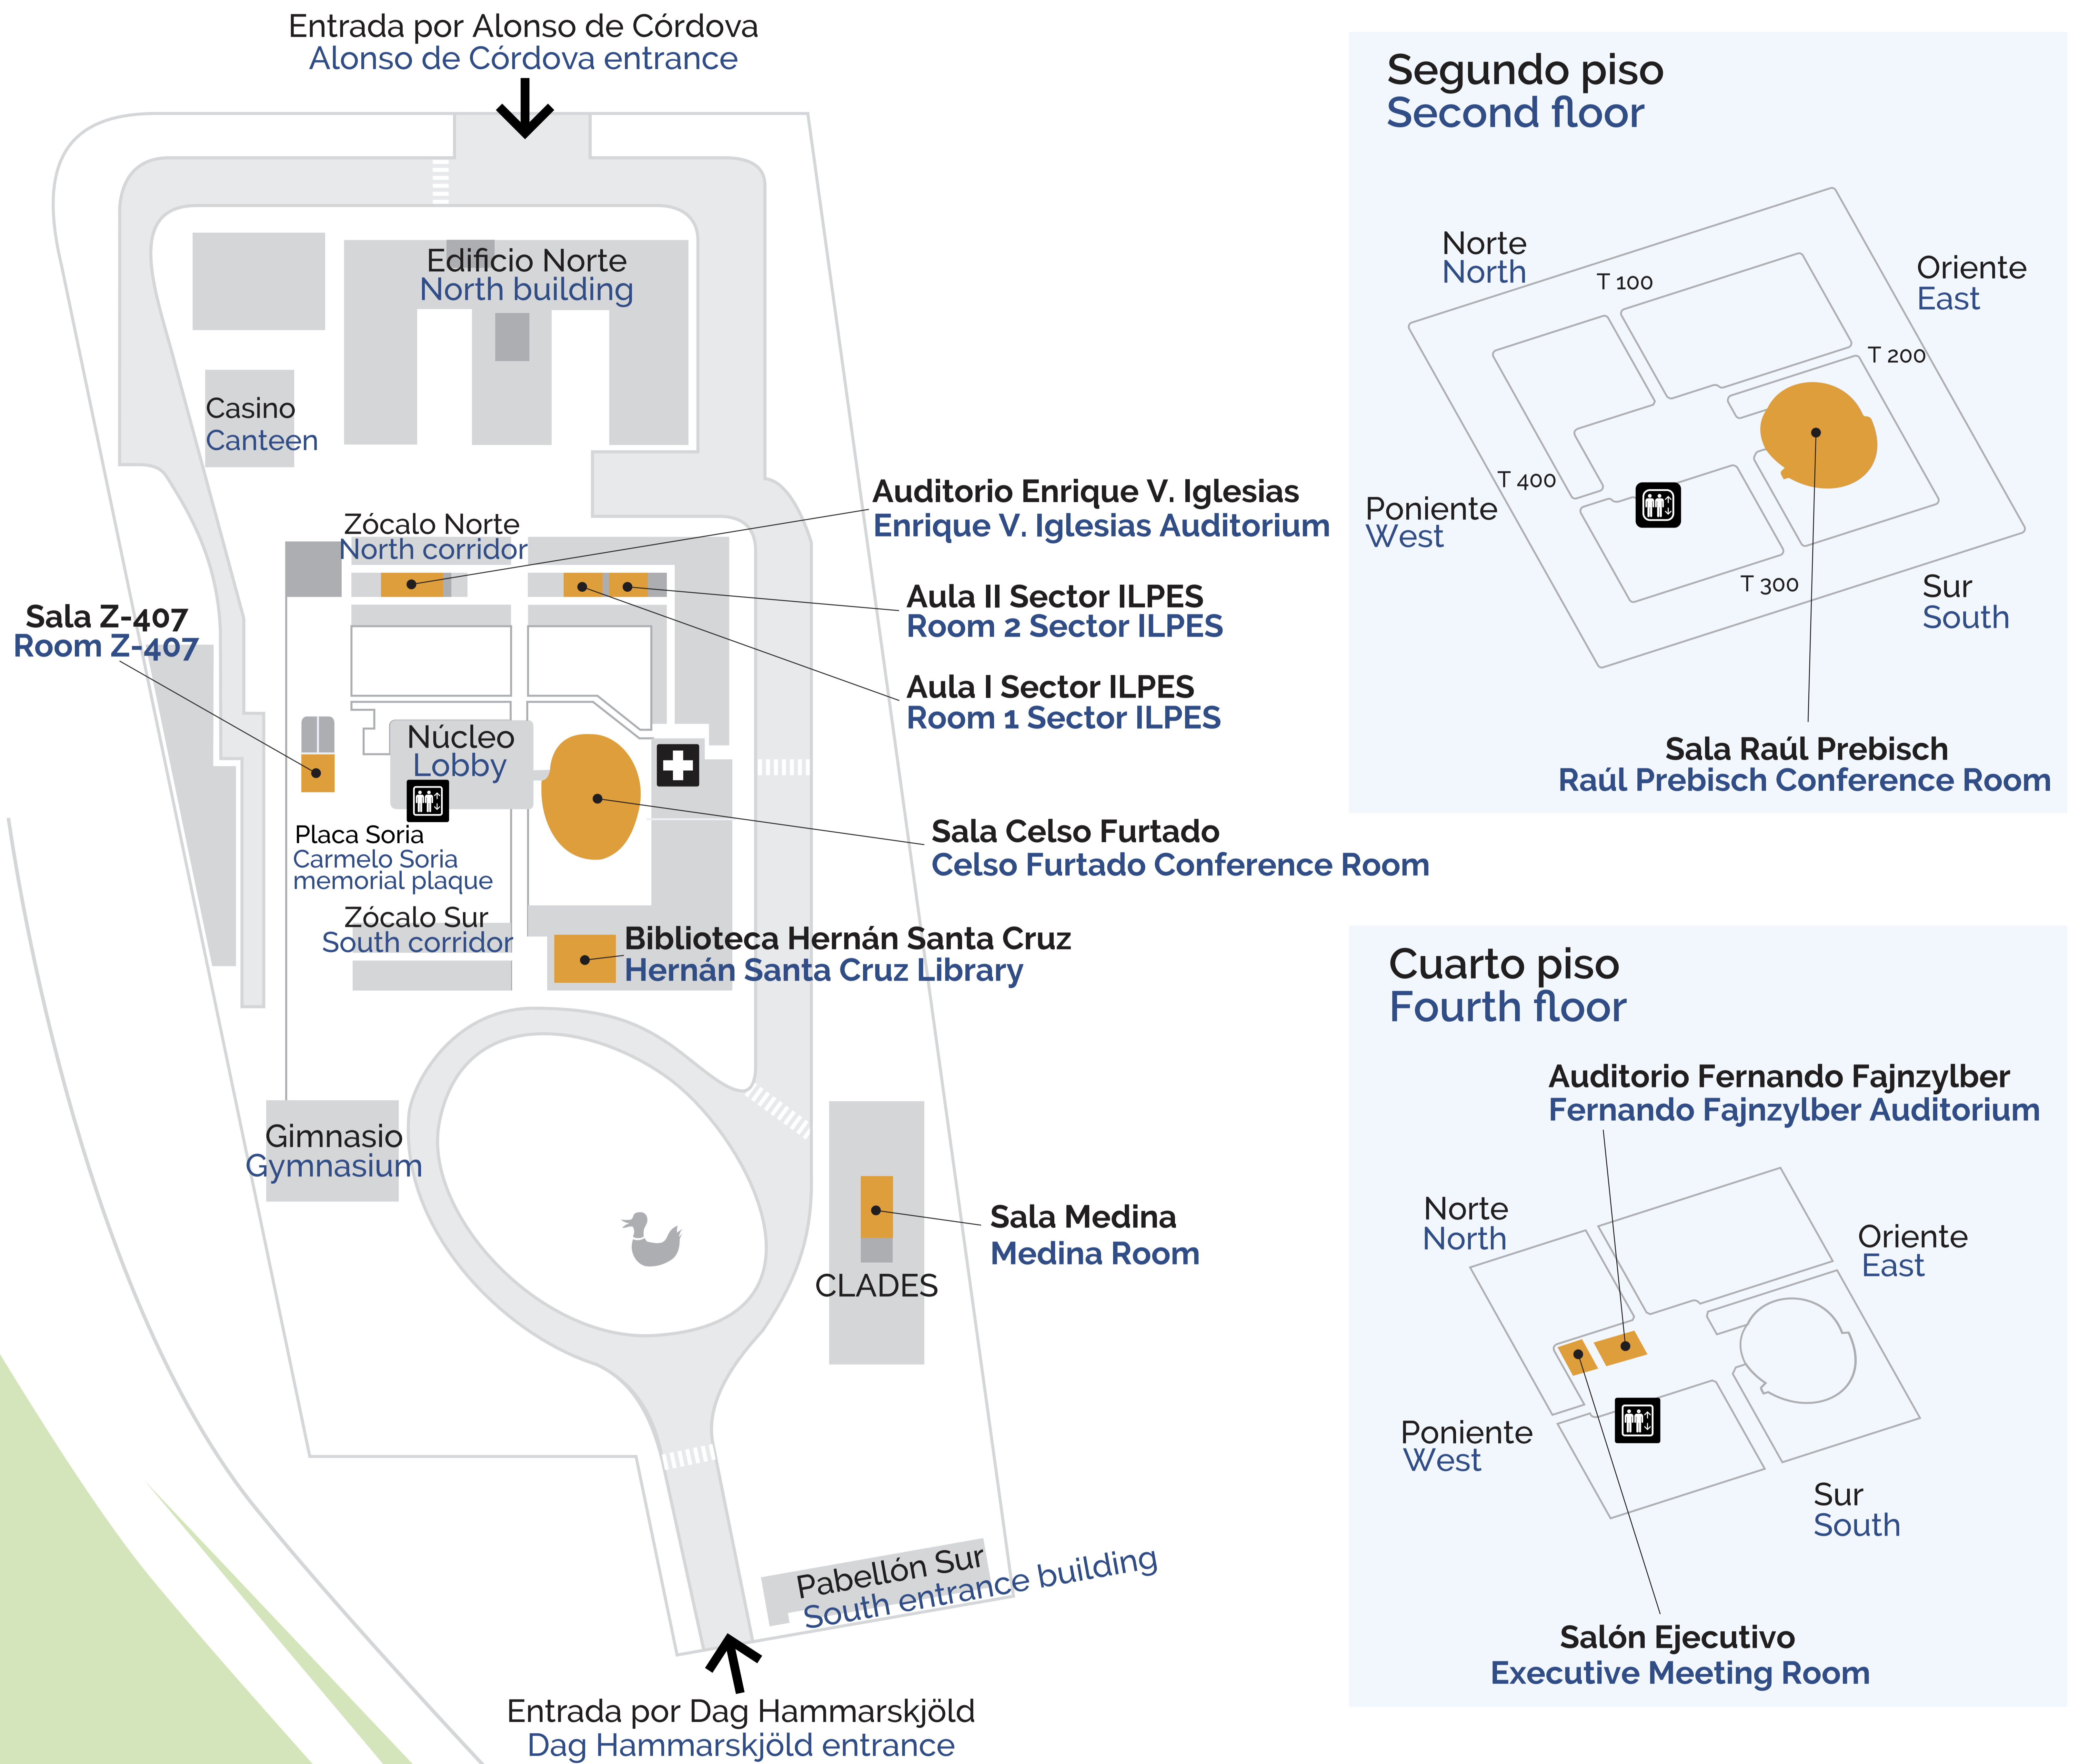 Entrada por Alonso de Córdova
Alonso de Córdova entrance
Edificio Norte
North building
Casino
Canteen
Zócalo Norte
North corridor
Auditorio Enrique V. Iglesias
Enrique V. Iglesias Auditorium
Aula II Sector ILPES
Room 2 Sector ILPES
Sala Z-407
Room Z-407
Aula I Sector ILPES
Room 1 Sector ILPES
Núcleo
Lobby
Placa Soria
Carmelo Soria
memorial plaque
Sala Celso Furtado
Celso Furtado Conference Room
Zócalo Sur
South corridor
Biblioteca Hernán Santa Cruz
Hernán Santa Cruz Library
Gimnasio
Gymnasium
Sala Medina
Medina Room
CLADES
Pabellón Sur
South entrance building
Entrada por Dag Hammarskjöld
Dag Hammarskjöld entrance
Segundo piso
Second floor
Norte
North
T 100
Oriente
East
T 200
T 400
Poniente
West
T 300
Sur
South
Sala Raúl Prebisch
Raúl Prebisch Conference Room
Cuarto piso
Fourth floor
Auditorio Fernando Fajnzylber
Fernando Fajnzylber Auditorium
Norte
North
Oriente
East
Poniente
West
Sur
South
Salón Ejecutivo
Executive Meeting Room